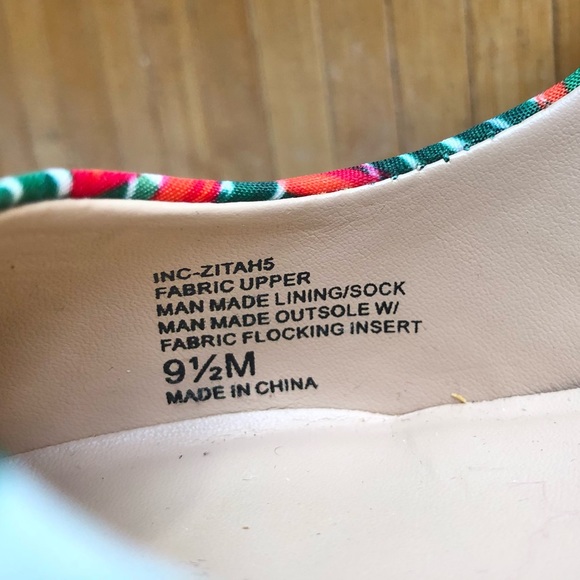 INC-ZITAH5
FABRIC UPPER
MAN MADE LINING/SOCK
MAN MADE OUTSOLE W/
FABRIC FLOCKING INSERT
9½M
MADE IN CHINA